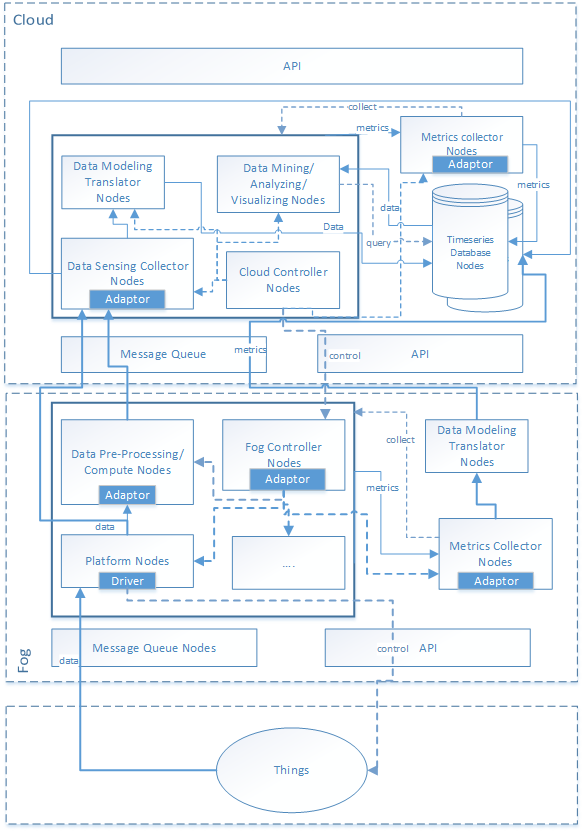 Cloud
API
collect
metrics
Metrics collector
Nodes
Adaptor
Data Modeling
Translator
Nodes
Data Mining/
Analyzing/
Visualizing Nodes
metrics
data
Data
query
Timeseries
Database
Nodes
Data Sensing Collector
Nodes
Adaptor
Cloud Controller
Nodes
Message Queue
metrics
control
API
Data Pre-Processing/
Compute Nodes
Adaptor
Fog Controller
Nodes
Adaptor
collect
Data Modeling
Translator
Nodes
metrics
data
Platform Nodes
Driver
....
Metrics Collector
Nodes
Adaptor
Fog
Message Queue Nodes
data
control
API
Things